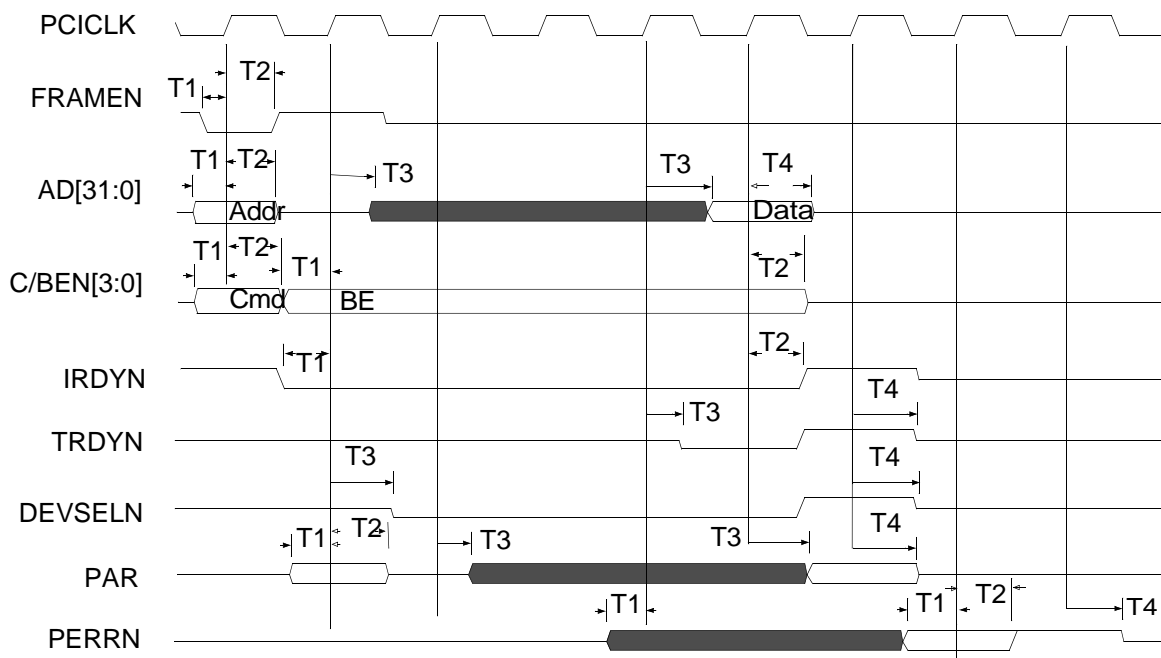 PCICLK
T2
T1
FRAMEN
T1 T2 T3 T3 T4
AD[31:0]
Addr Data
T1 T2 T1 T2
C/BEN[3:0]
Cmd BE
T1 T2
IRDYN
T4
T3
TRDYN
T3 T4
DEVSELN
T1 T2 T3 T3 T4
PAR
T1 T1 T2 T4
PERRN